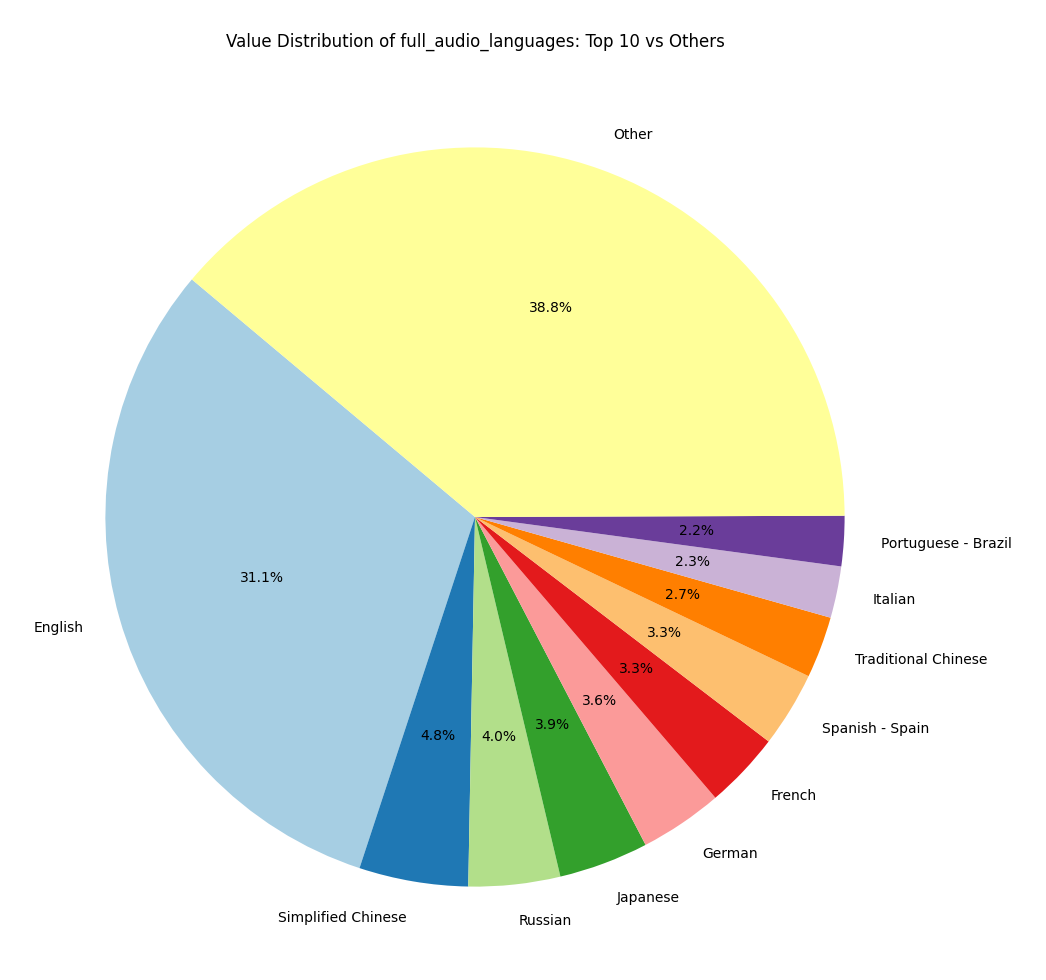 Value Distribution of full_audio_languages: Top 10 vs Others
Other
38.8%
31.1%
English
4.8%
Simplified Chinese
4.0%
Russian
3.9%
Japanese
3.6%
German
3.3%
French
3.3%
Spanish - Spain
2.7%
Traditional Chinese
2.3%
Italian
2.2%
Portuguese - Brazil